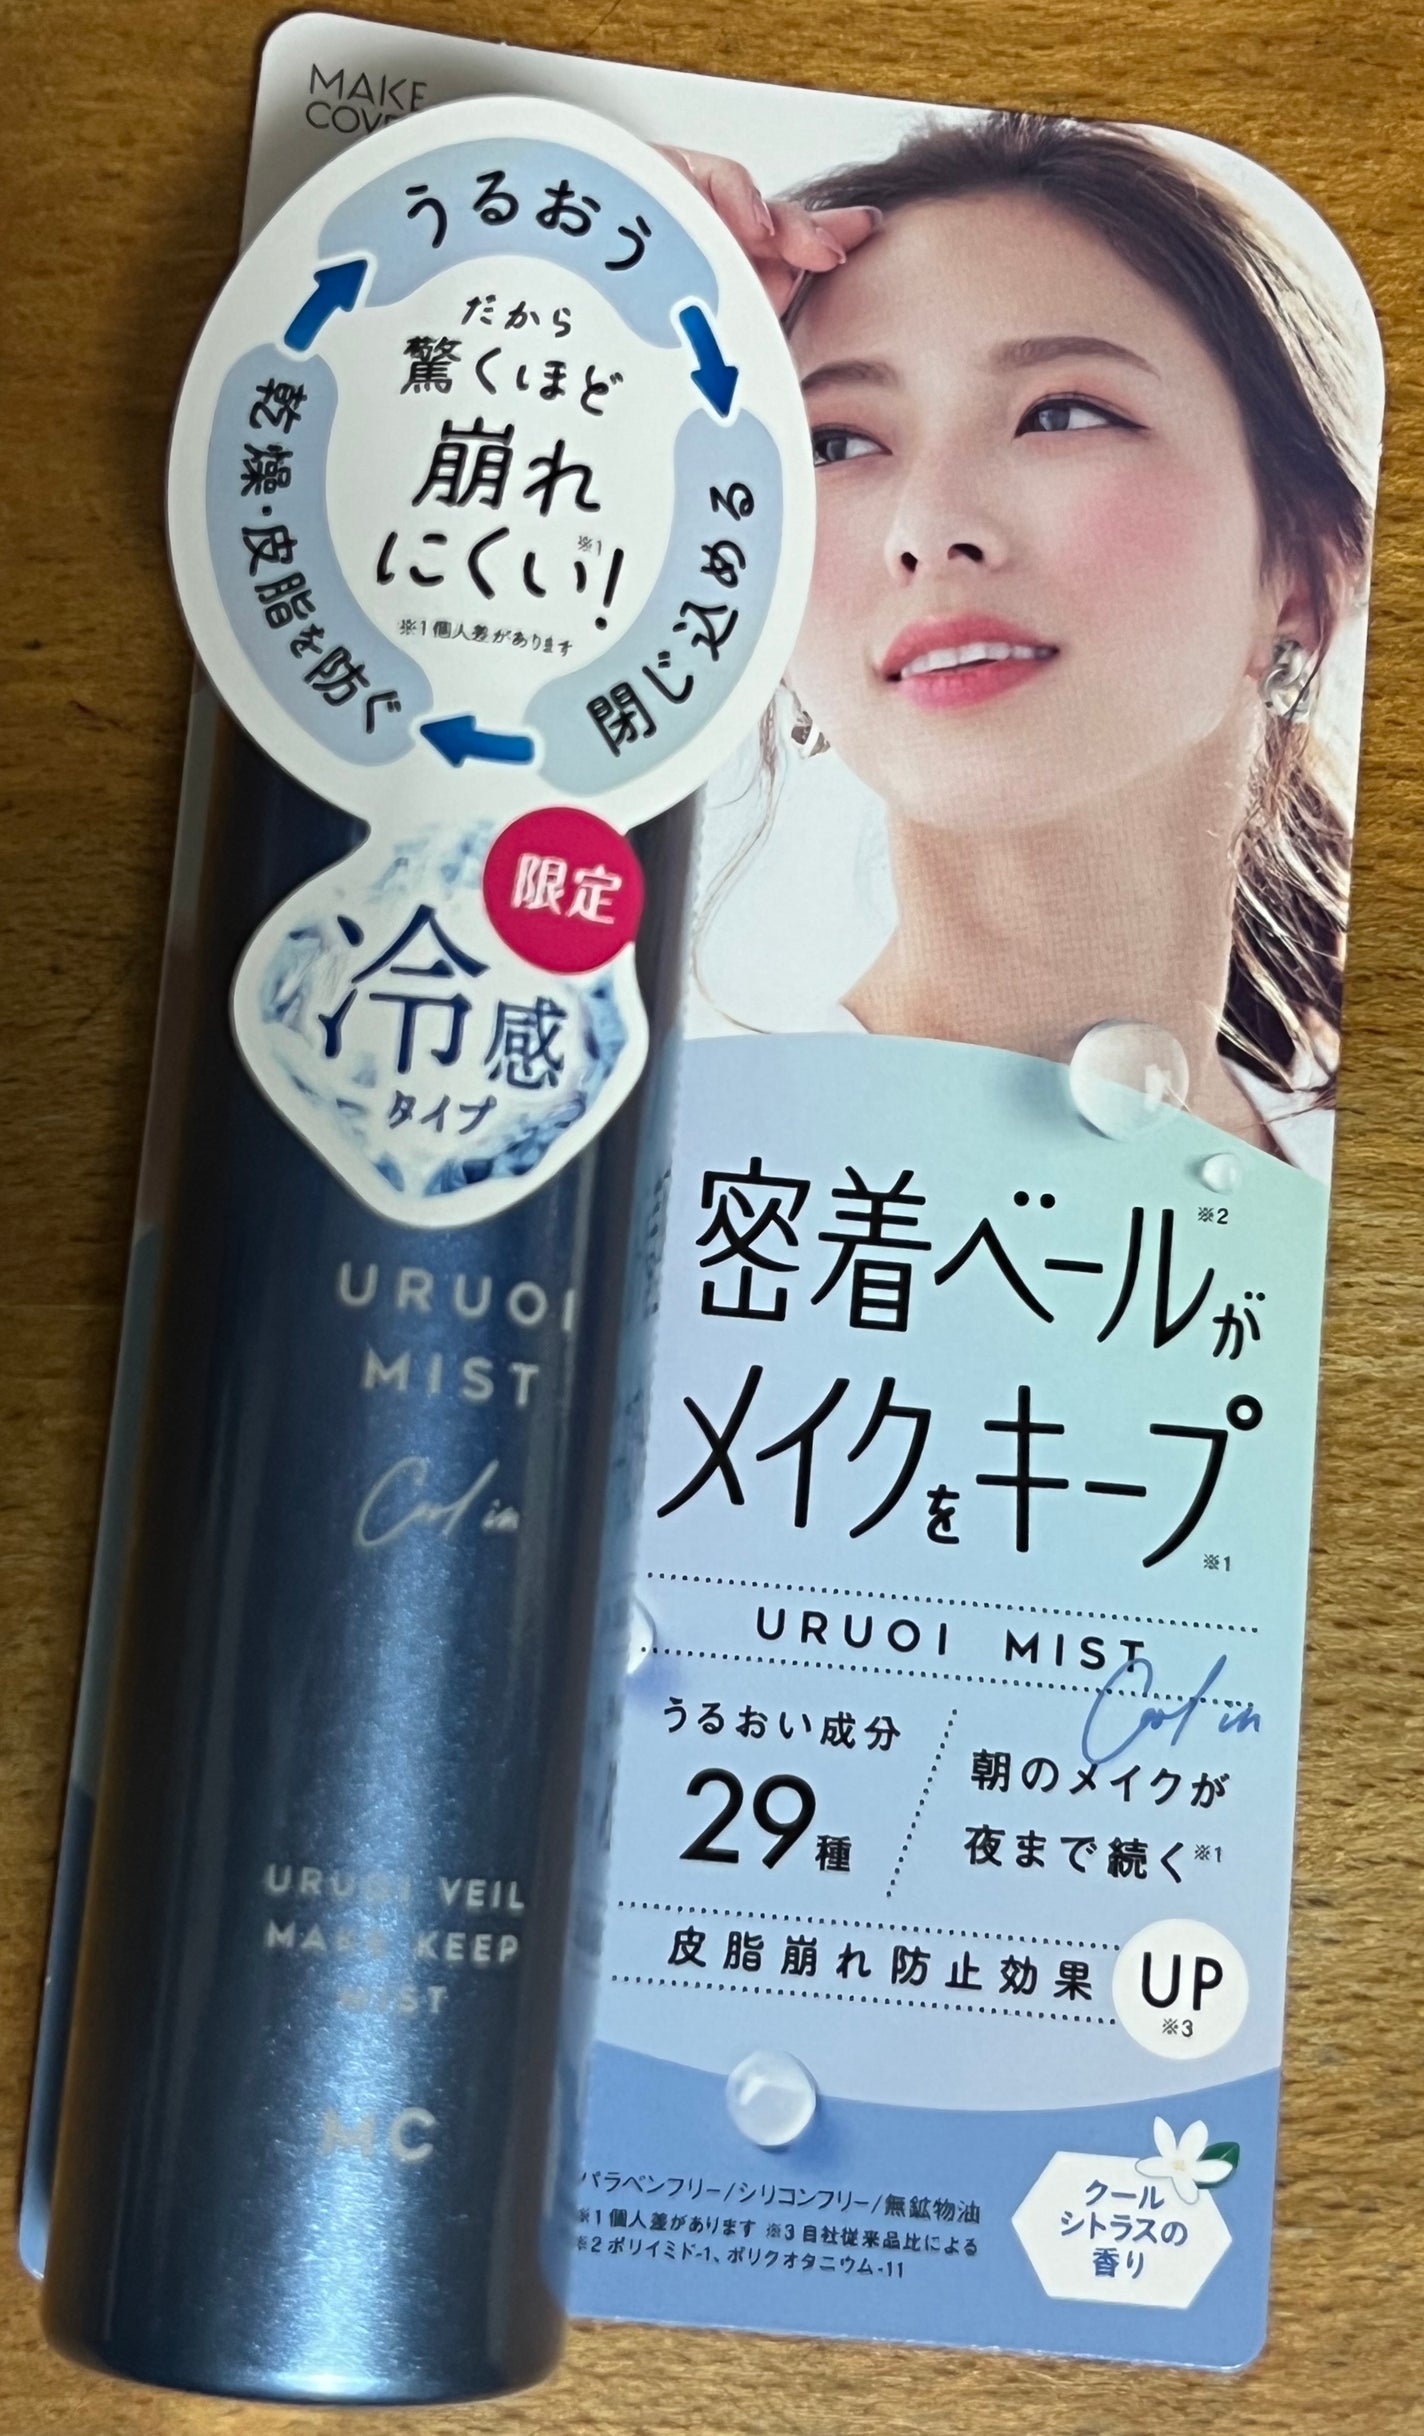 MAKE
うるおう
閉じ込める
乾燥・皮脂を防ぐ
だから
驚くほど
崩れ
にくい!※1
※1個人差があります
限定
冷感
タイプ
URUOI
MIST
Cool in
URUOI VEIL
MAKE KEEP
MIST
MC
密着ベール※2が
メイクをキープ※1
URUOI MIST
Cool in
うるおい成分
29種
朝のメイクが
夜まで続く※1
皮脂崩れ防止効果
UP
※3
パラベンフリー/シリコンフリー/無鉱物油
※1個人差があります ※3自社従来品比による
※2ポリイミド-1、ポリクオタニウム-11
クール
シトラスの
香り